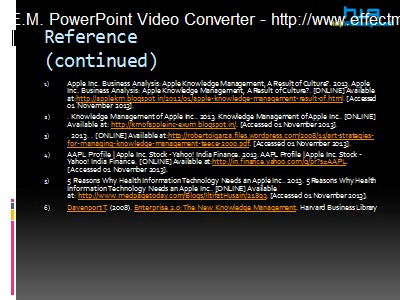 E.M. PowerPoint Video Converter - http://www.effectm
Reference
(continued)
1) Apple Inc. Business Analysis: Apple Knowledge Management, A Result of Culture?. 2013. Apple
Inc. Business Analysis: Apple Knowledge Management, A Result of Culture?. [ONLINE] Available
at:http://applekm.blogspot.in/2012/01/apple-knowledge-management-result-of.html. [Accessed
01 November 2013].
2) . Knowledge Management of Apple Inc.. 2013. Knowledge Management of Apple Inc.. [ONLINE]
Available at: http://kmofappleinc-exium.blogspot.in/. [Accessed 01 November 2013].
3) . 2013. . [ONLINE] Available at:http://robertoigarza.files.wordpress.com/2008/11/art-strategies-
for-managing-knowledge-management-teece-2000.pdf. [Accessed 01 November 2013].
4) AAPL Profile | Apple Inc. Stock - Yahoo! India Finance. 2013. AAPL Profile | Apple Inc. Stock -
Yahoo! India Finance. [ONLINE] Available at:http://in.finance.yahoo.com/q/pr?s=AAPL.
[Accessed 01 November 2013].
5) 5 Reasons Why Health Information Technology Needs an Apple Inc.. 2013. 5 Reasons Why Health
Information Technology Needs an Apple Inc.. [ONLINE] Available
at: http://www.medpagetoday.com/Blogs/IltifatHusain/21893. [Accessed 01 November 2013].
6) Davenport T. (2008). Enterprise 2.0: The New Knowledge Management. Harvard Business Library